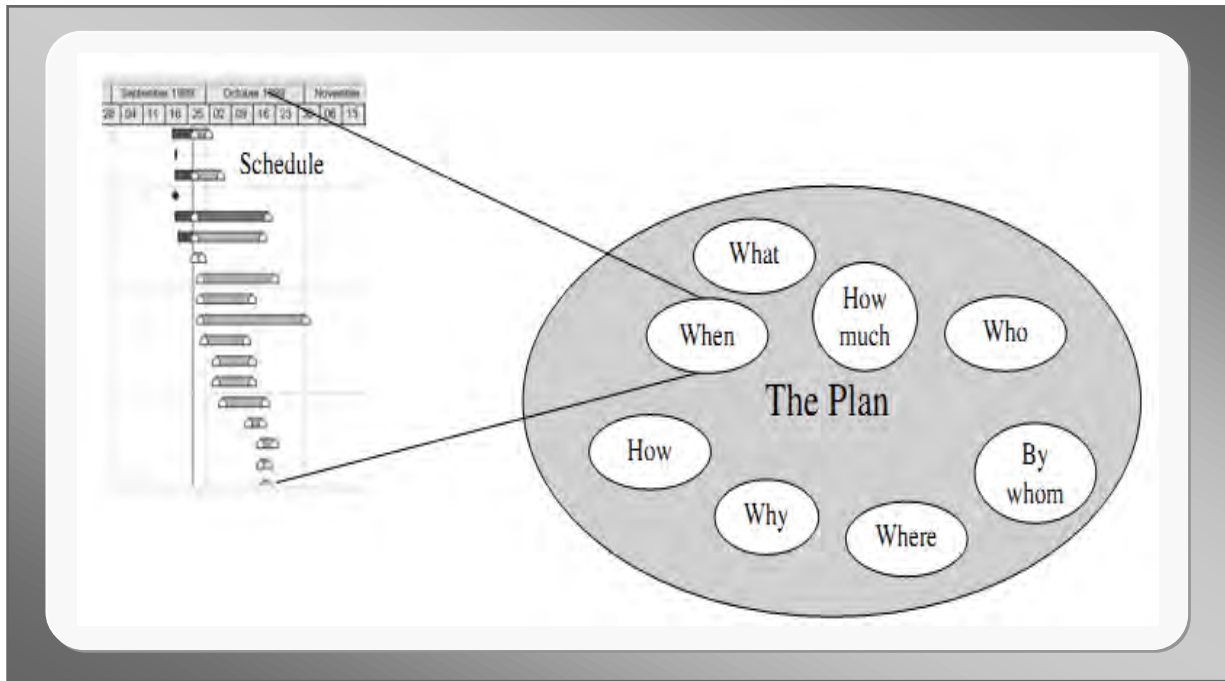 September 1999 October 1999 November
28 04 11 18 25 02 09 16 23 30 06 13
Schedule
What
How
much
When
Who
The Plan
How
By
whom
Why
Where